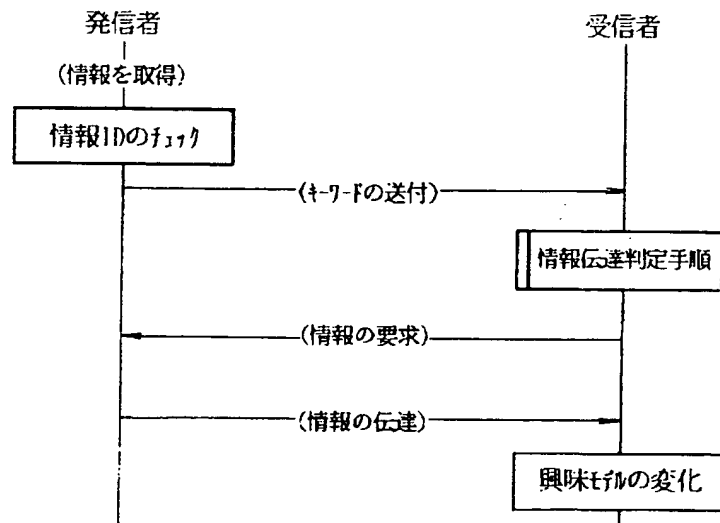 発信者
受信者
(情報を取得)
情報IDのチェック
(キーワードの送付)
情報伝達判定手順
(情報の要求)
(情報の伝達)
興味モデルの変化